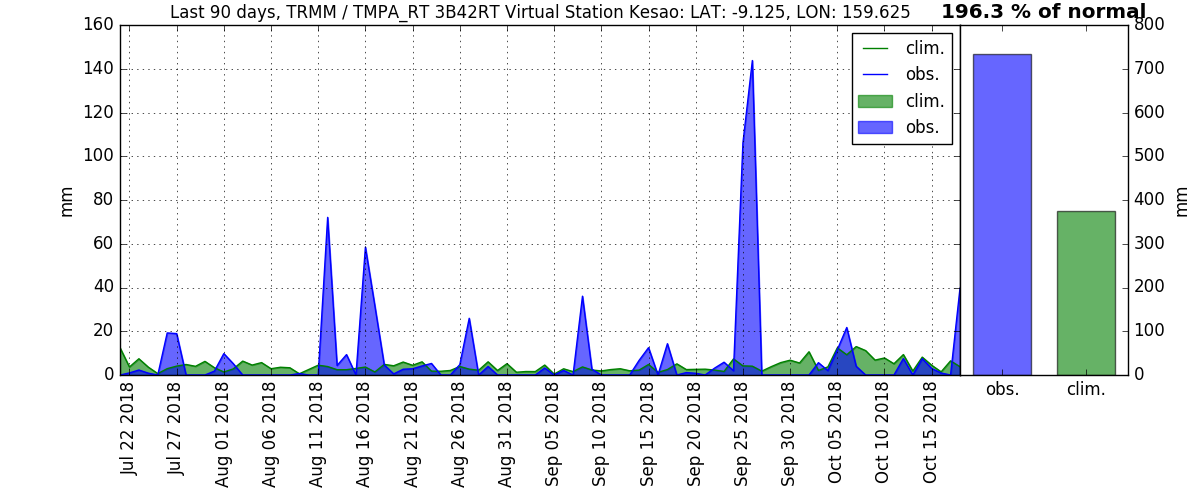 Last 90 days, TRMM / TMPA_RT 3B42RT Virtual Station Kesao: LAT: -9.125, LON: 159.625
196.3 % of normal
160
140
120
100
80
60
40
20
0
mm
clim.
obs.
clim.
obs.
800
700
600
500
400
300
200
100
0
mm
Jul 22 2018
Jul 27 2018
Aug 01 2018
Aug 06 2018
Aug 11 2018
Aug 16 2018
Aug 21 2018
Aug 26 2018
Aug 31 2018
Sep 05 2018
Sep 10 2018
Sep 15 2018
Sep 20 2018
Sep 25 2018
Sep 30 2018
Oct 05 2018
Oct 10 2018
Oct 15 2018
obs.
clim.